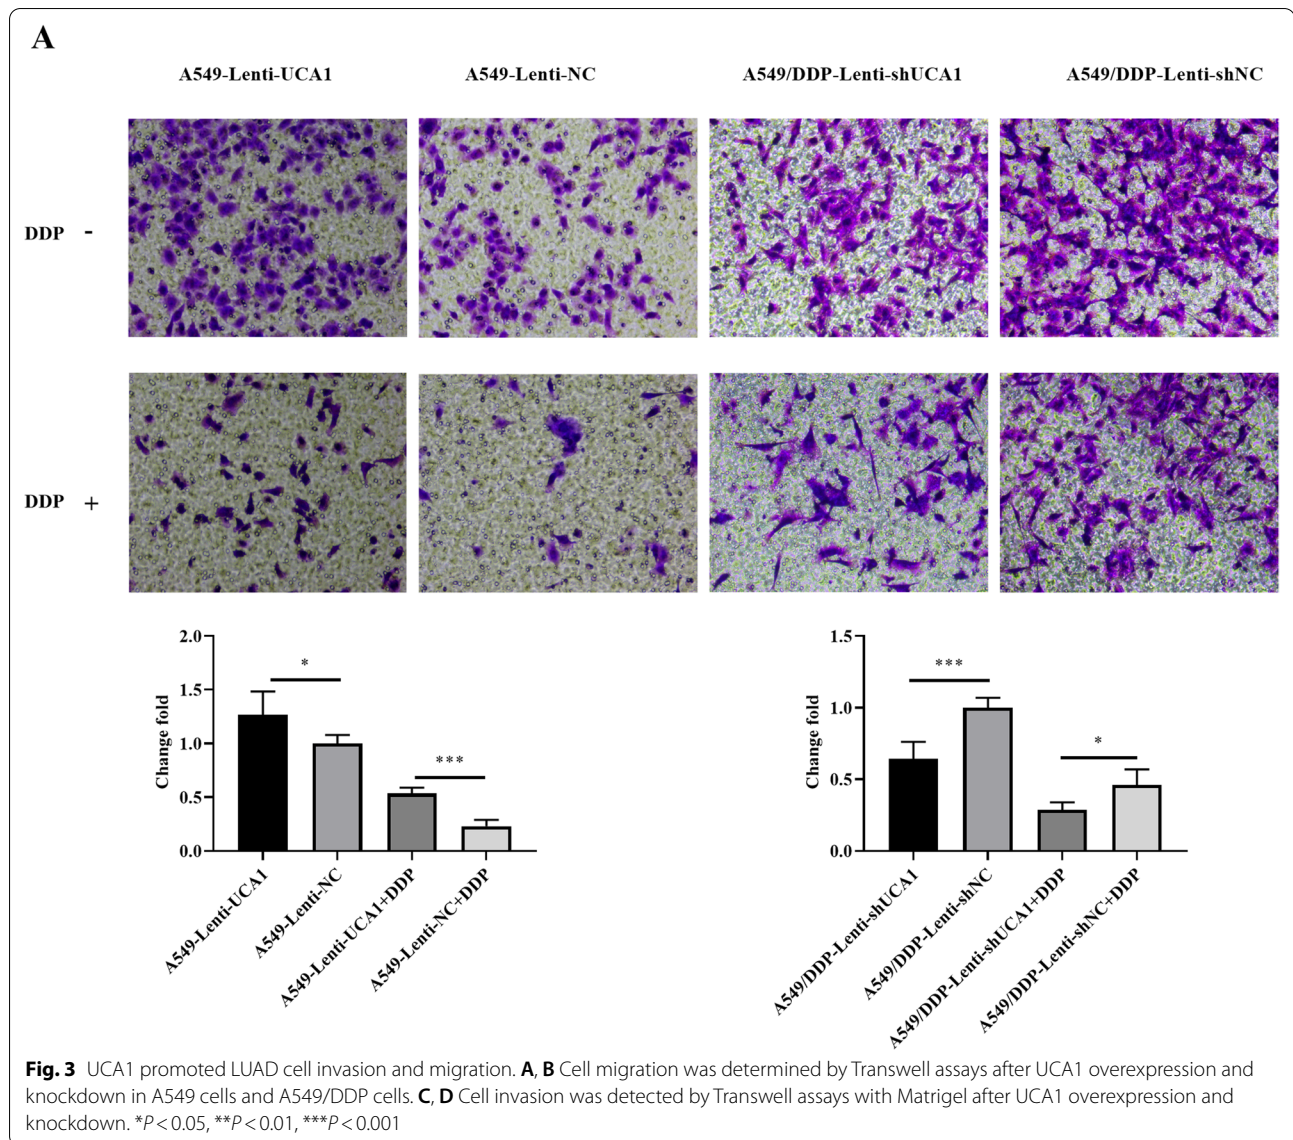 A
A549-Lenti-UCA1 A549-Lenti-NC A549/DDP-Lenti-shUCA1 A549/DDP-Lenti-shNC
DDP -
DDP +
2.0
1.5
1.0
0.5
0.0
Change fold
*
***
A549-Lenti-UCA1
A549-Lenti-NC
A549-Lenti-UCA1+DDP
A549-Lenti-NC+DDP
1.5
1.0
0.5
0.0
Change fold
***
*
A549/DDP-Lenti-shUCA1
A549/DDP-Lenti-shNC
A549/DDP-Lenti-shUCA1+DDP
A549/DDP-Lenti-shNC+DDP
Fig. 3 UCA1 promoted LUAD cell invasion and migration. A, B Cell migration was determined by Transwell assays after UCA1 overexpression and
knockdown in A549 cells and A549/DDP cells. C, D Cell invasion was detected by Transwell assays with Matrigel after UCA1 overexpression and
knockdown. *P < 0.05, **P < 0.01, ***P < 0.001